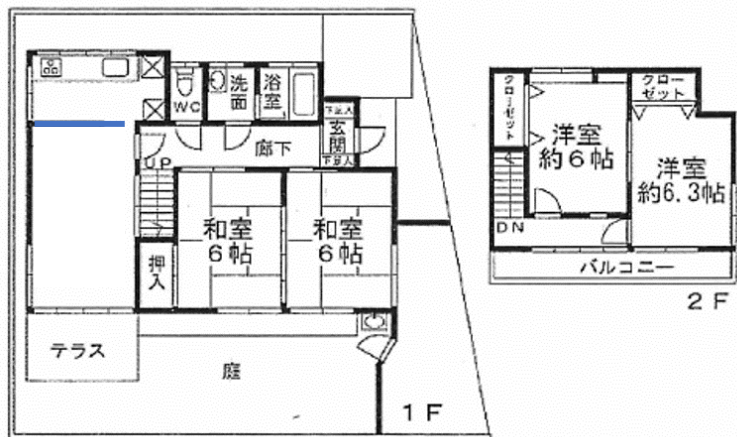 WC
洗面
浴室
下足入
玄関
下足入
廊下
UP
和室
6帖
和室
6帖
押入
テラス
庭
1F
クローゼット
洋室
約6帖
クローゼット
洋室
約6.3帖
DN
バルコニー
2F